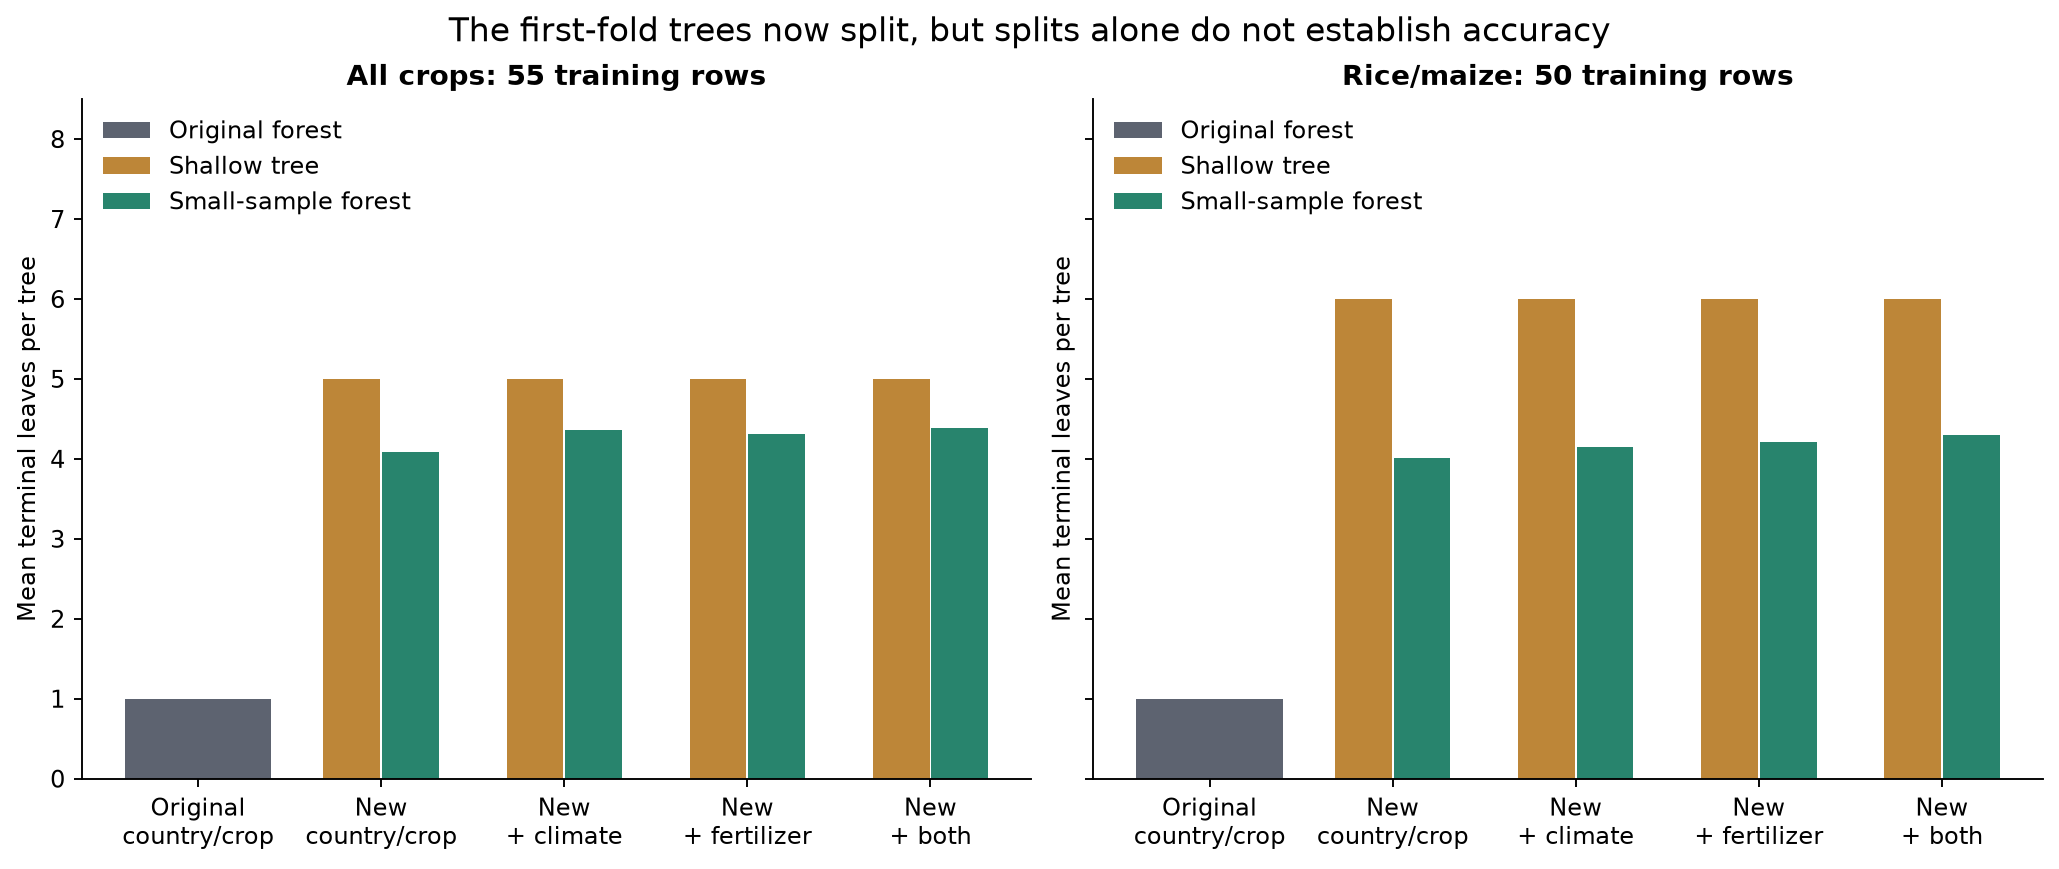 The first-fold trees now split, but splits alone do not establish accuracy
All crops: 55 training rows
Original forest
Shallow tree
Small-sample forest
Mean terminal leaves per tree
8
7
6
5
4
3
2
1
0
Original
country/crop
New
country/crop
New
+ climate
New
+ fertilizer
New
+ both
Rice/maize: 50 training rows
Original forest
Shallow tree
Small-sample forest
Mean terminal leaves per tree
Original
country/crop
New
country/crop
New
+ climate
New
+ fertilizer
New
+ both